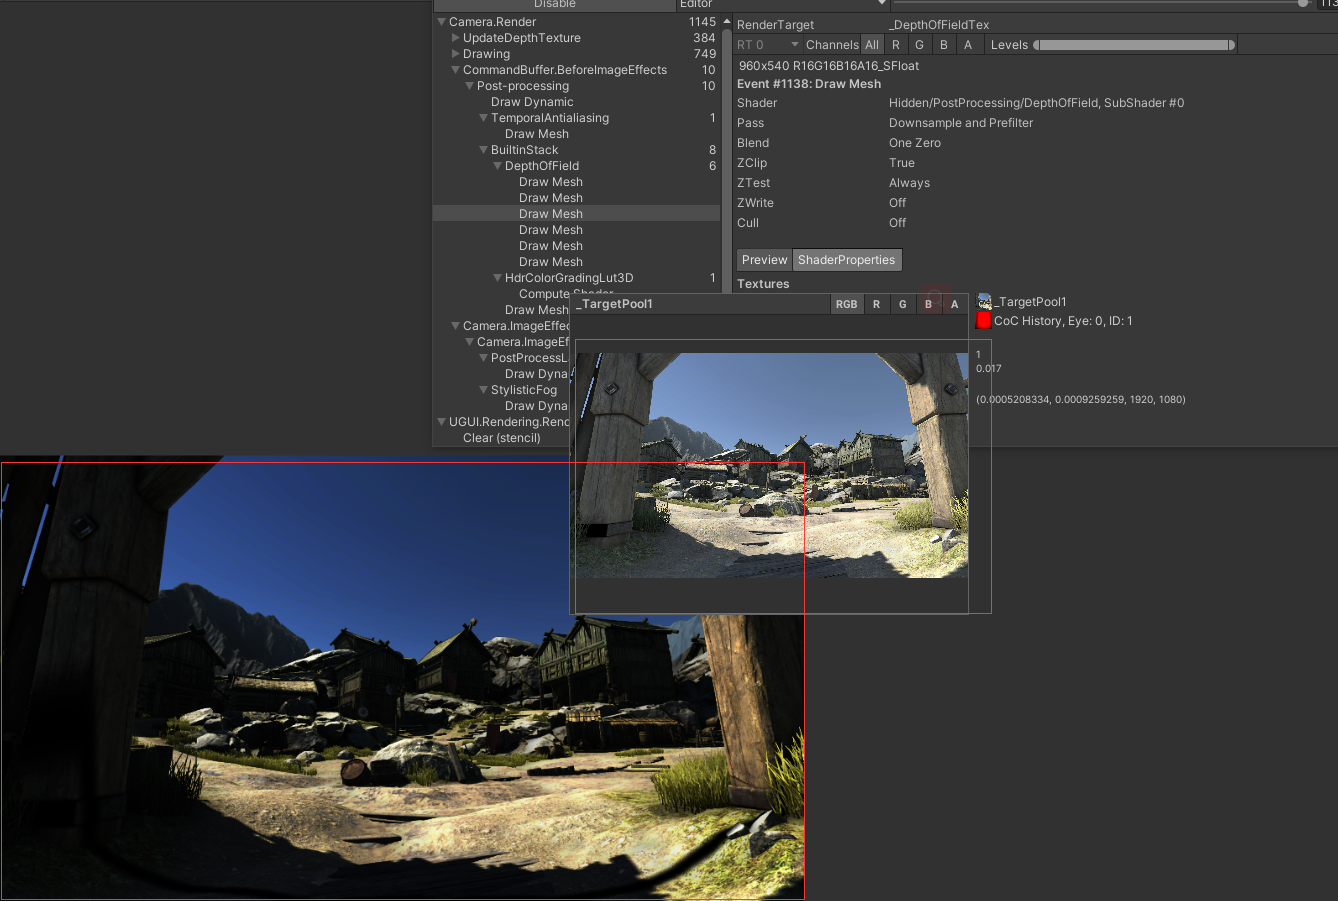 Disable
Editor
Camera.Render 1145
UpdateDepthTexture 384
Drawing 749
CommandBuffer.BeforeImageEffects 10
Post-processing 10
Draw Dynamic
TemporalAntialiasing 1
Draw Mesh
BuiltinStack 8
DepthOfField 6
Draw Mesh
Draw Mesh
Draw Mesh
Draw Mesh
Draw Mesh
Draw Mesh
HdrColorGradingLut3D 1
Compute Shader
Draw Mesh
Camera.ImageEffec
Camera.ImageEf
PostProcessL
Draw Dyna
StylisticFog
Draw Dyna
UGUI.Rendering.Rend
Clear (stencil)
RenderTarget _DepthOfFieldTex
RT 0 Channels All R G B A Levels
960x540 R16G16B16A16_SFloat
Event #1138: Draw Mesh
Shader Hidden/PostProcessing/DepthOfField, SubShader #0
Pass Downsample and Prefilter
Blend One Zero
ZClip True
ZTest Always
ZWrite Off
Cull Off
Preview ShaderProperties
Textures
_TargetPool1 RGB R G B A
_TargetPool1
CoC History, Eye: 0, ID: 1
1
0.017
(0.0005208334, 0.0009259259, 1920, 1080)